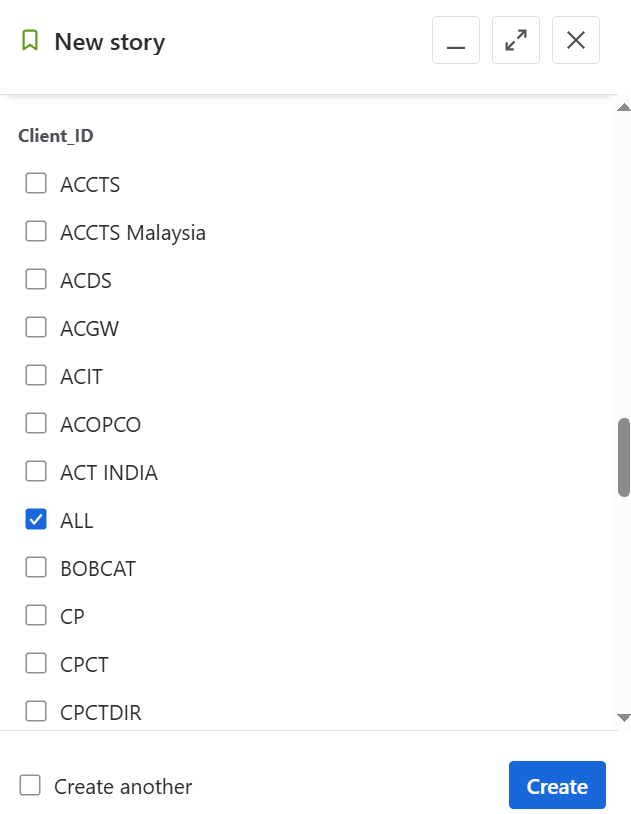 New story
Client_ID
ACCTS
ACCTS Malaysia
ACDS
ACGW
ACIT
ACOPCO
ACT INDIA
ALL
BOBCAT
CP
CPCT
CPCTDIR
Create another
Create